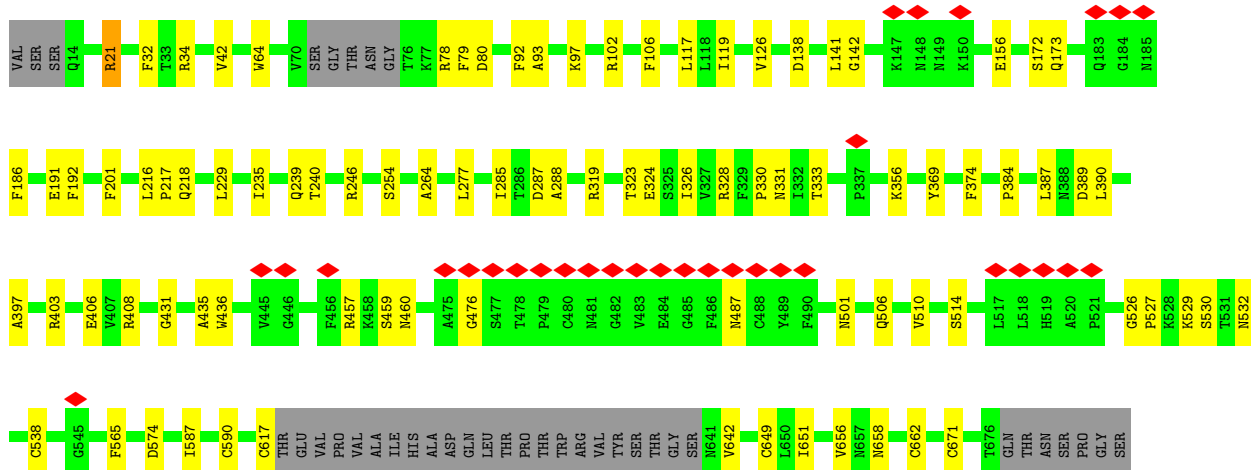 VAL SER SER Q14 R21 F32 T33 R34 V42 W64 V70 SER GLY THR ASN GLY T76 K77 R78 F79 D80 F92 A93 K97 R102 F106 L117 L118 I119 V126 D138 L141 G142 K147 N148 N149 K150 E156 S172 Q173 Q183 G184 N185
F186 E191 F192 F201 L216 P217 Q218 L229 I235 Q239 T240 R246 S254 A264 L277 I285 T286 D287 A288 R319 T323 E324 S325 I326 V327 R328 F329 P330 N331 I332 T333 P337 K356 Y369 F374 P384 L387 N388 D389 L390
A397 R403 E406 V407 R408 G431 A435 W436 V445 G446 F456 R457 K458 S459 N460 A475 G476 S477 T478 P479 C480 N481 G482 V483 E484 G485 F486 N487 C488 Y489 F490 N501 Q506 V510 S514 L517 L518 H519 A520 P521 G526 P527 K528 K529 S530 T531 N532
C538 G545 F565 D574 I587 C590 C617 THR GLU VAL PRO VAL ALA ILE HIS ALA ASP GLN LEU THR PRO THR TRP ARG VAL TYR SER THR GLY SER N641 V642 C649 L650 I651 V656 N657 N658 C662 C671 T676 GLN THR ASN SER PRO GLY SER